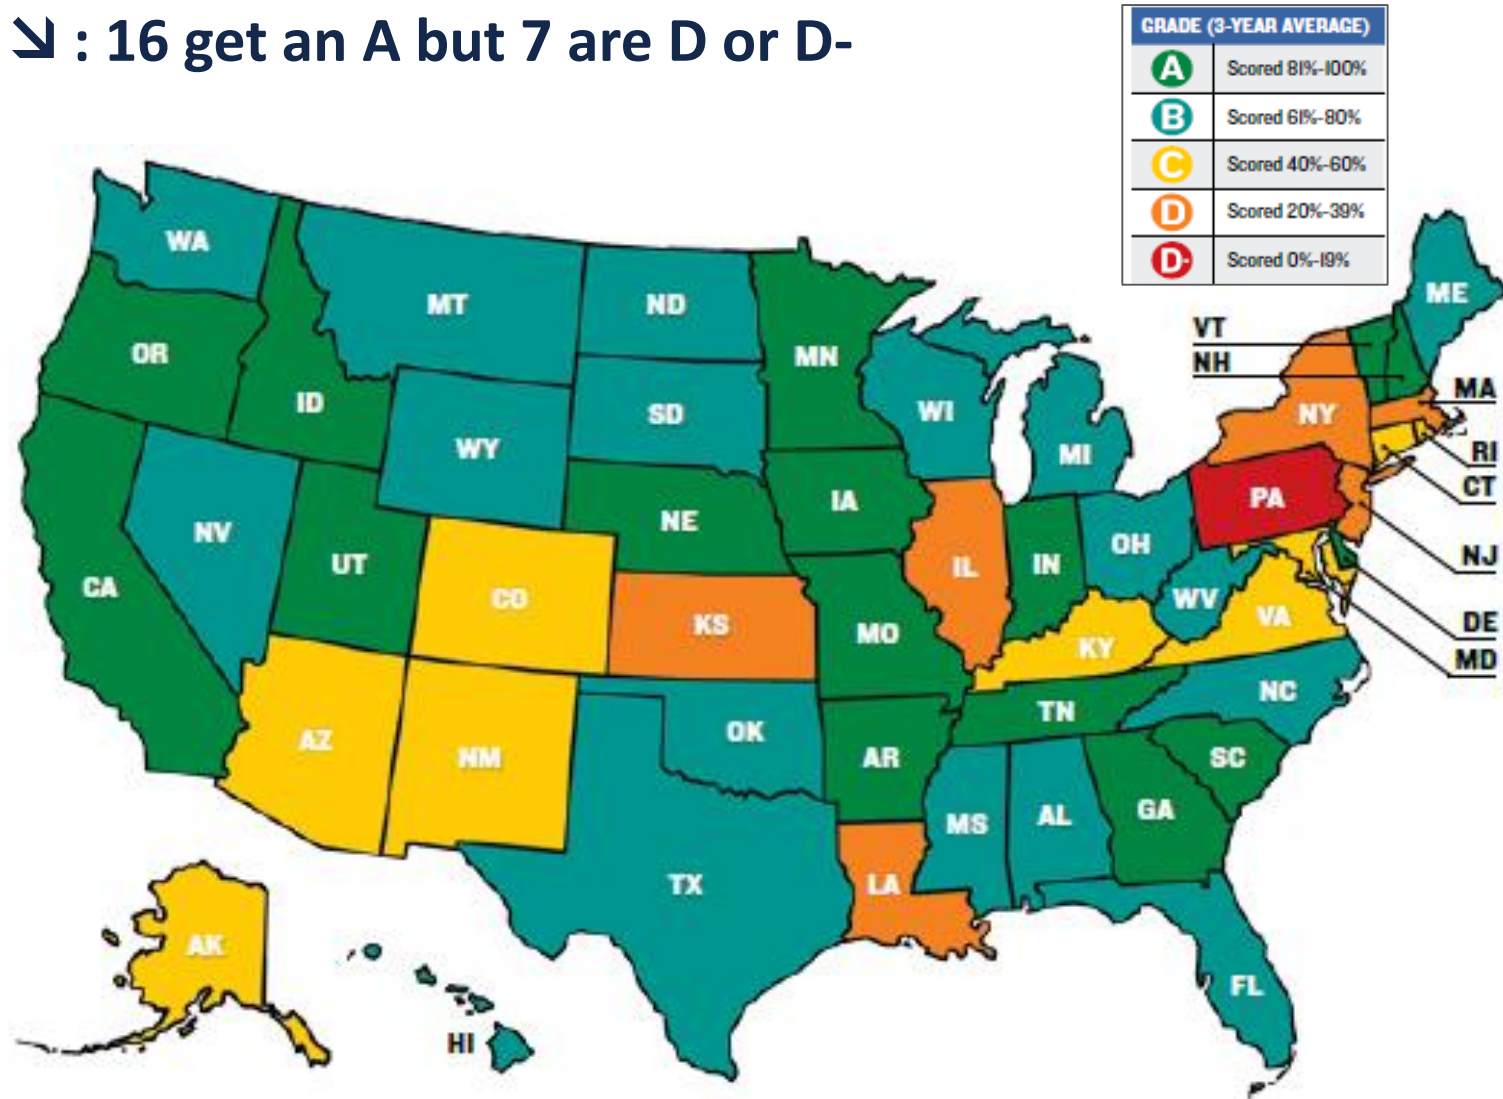 ↘ : 16 get an A but 7 are D or D-
GRADE (3-YEAR AVERAGE)
A Scored 81%-100%
B Scored 61%-80%
C Scored 40%-60%
D Scored 20%-39%
D- Scored 0%-19%
WA
MT
ND
MN
ME
VT
NH
OR
ID
SD
WI
MI
NY
MA
WY
RI
CT
NV
UT
NE
IA
PA
CA
CO
KS
IL
IN
OH
NJ
WV
VA
DE
MO
KY
MD
AZ
NM
OK
AR
TN
NC
SC
MS
AL
GA
TX
LA
AK
FL
HI